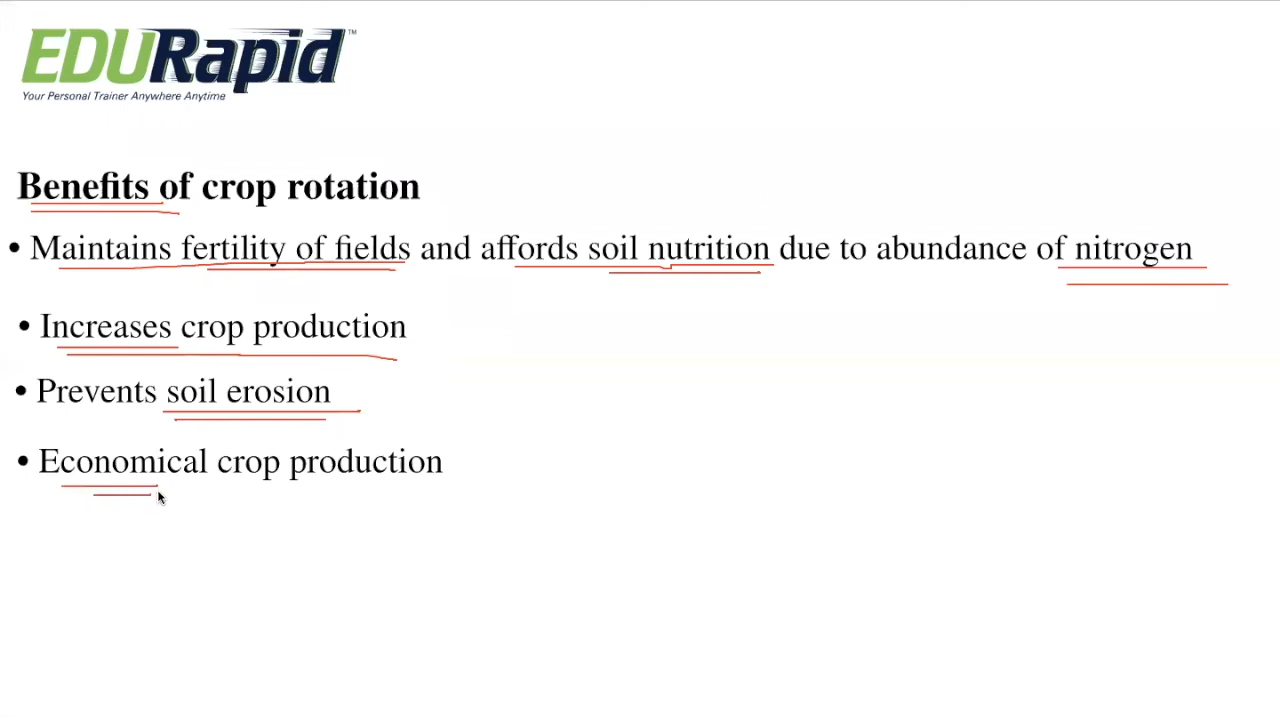 EDURapid™
Your Personal Trainer Anywhere Anytime
Benefits of crop rotation
• Maintains fertility of fields and affords soil nutrition due to abundance of nitrogen
• Increases crop production
• Prevents soil erosion
• Economical crop production